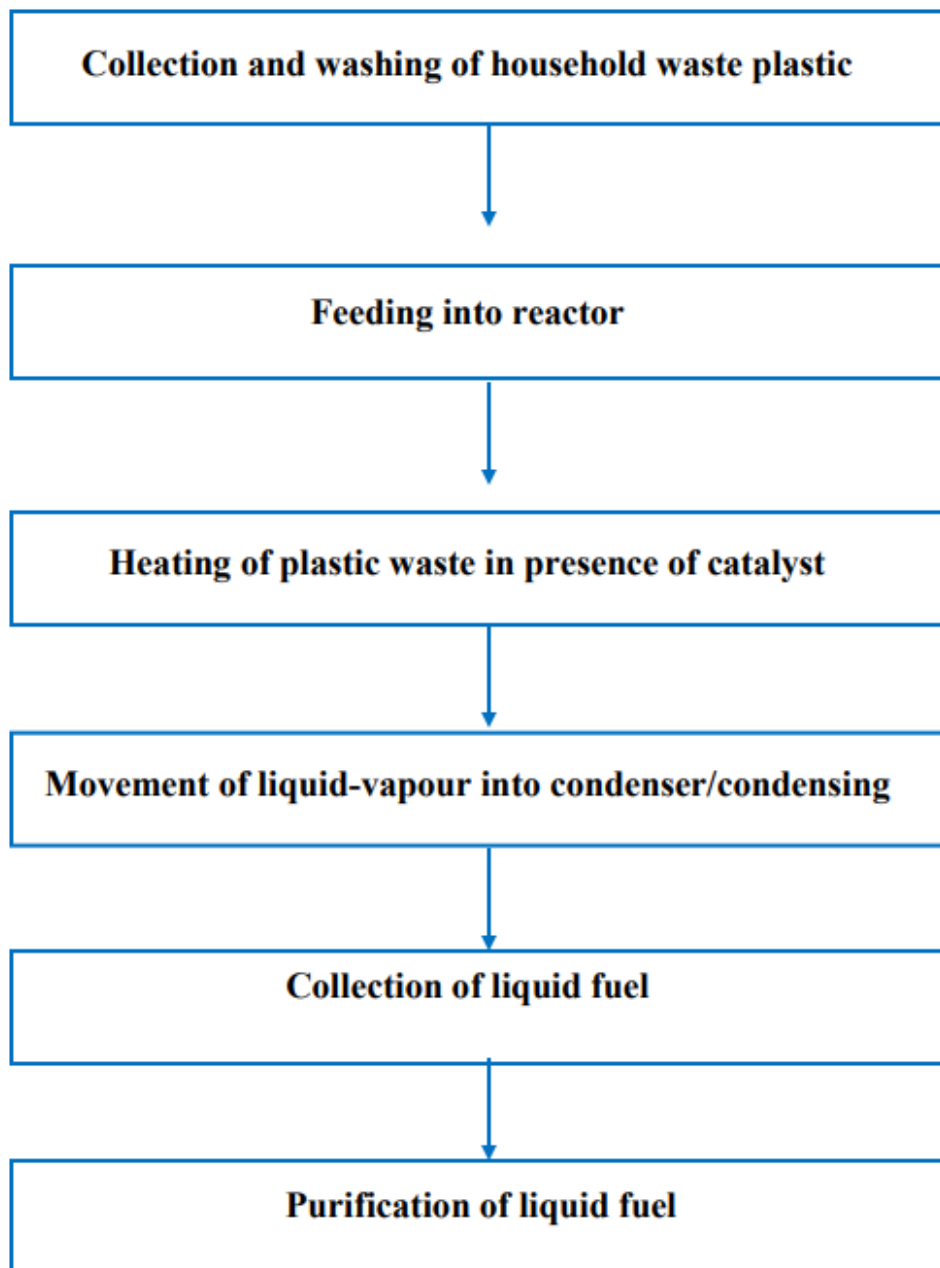 Collection and washing of household waste plastic
Feeding into reactor
Heating of plastic waste in presence of catalyst
Movement of liquid-vapour into condenser/condensing
Collection of liquid fuel
Purification of liquid fuel